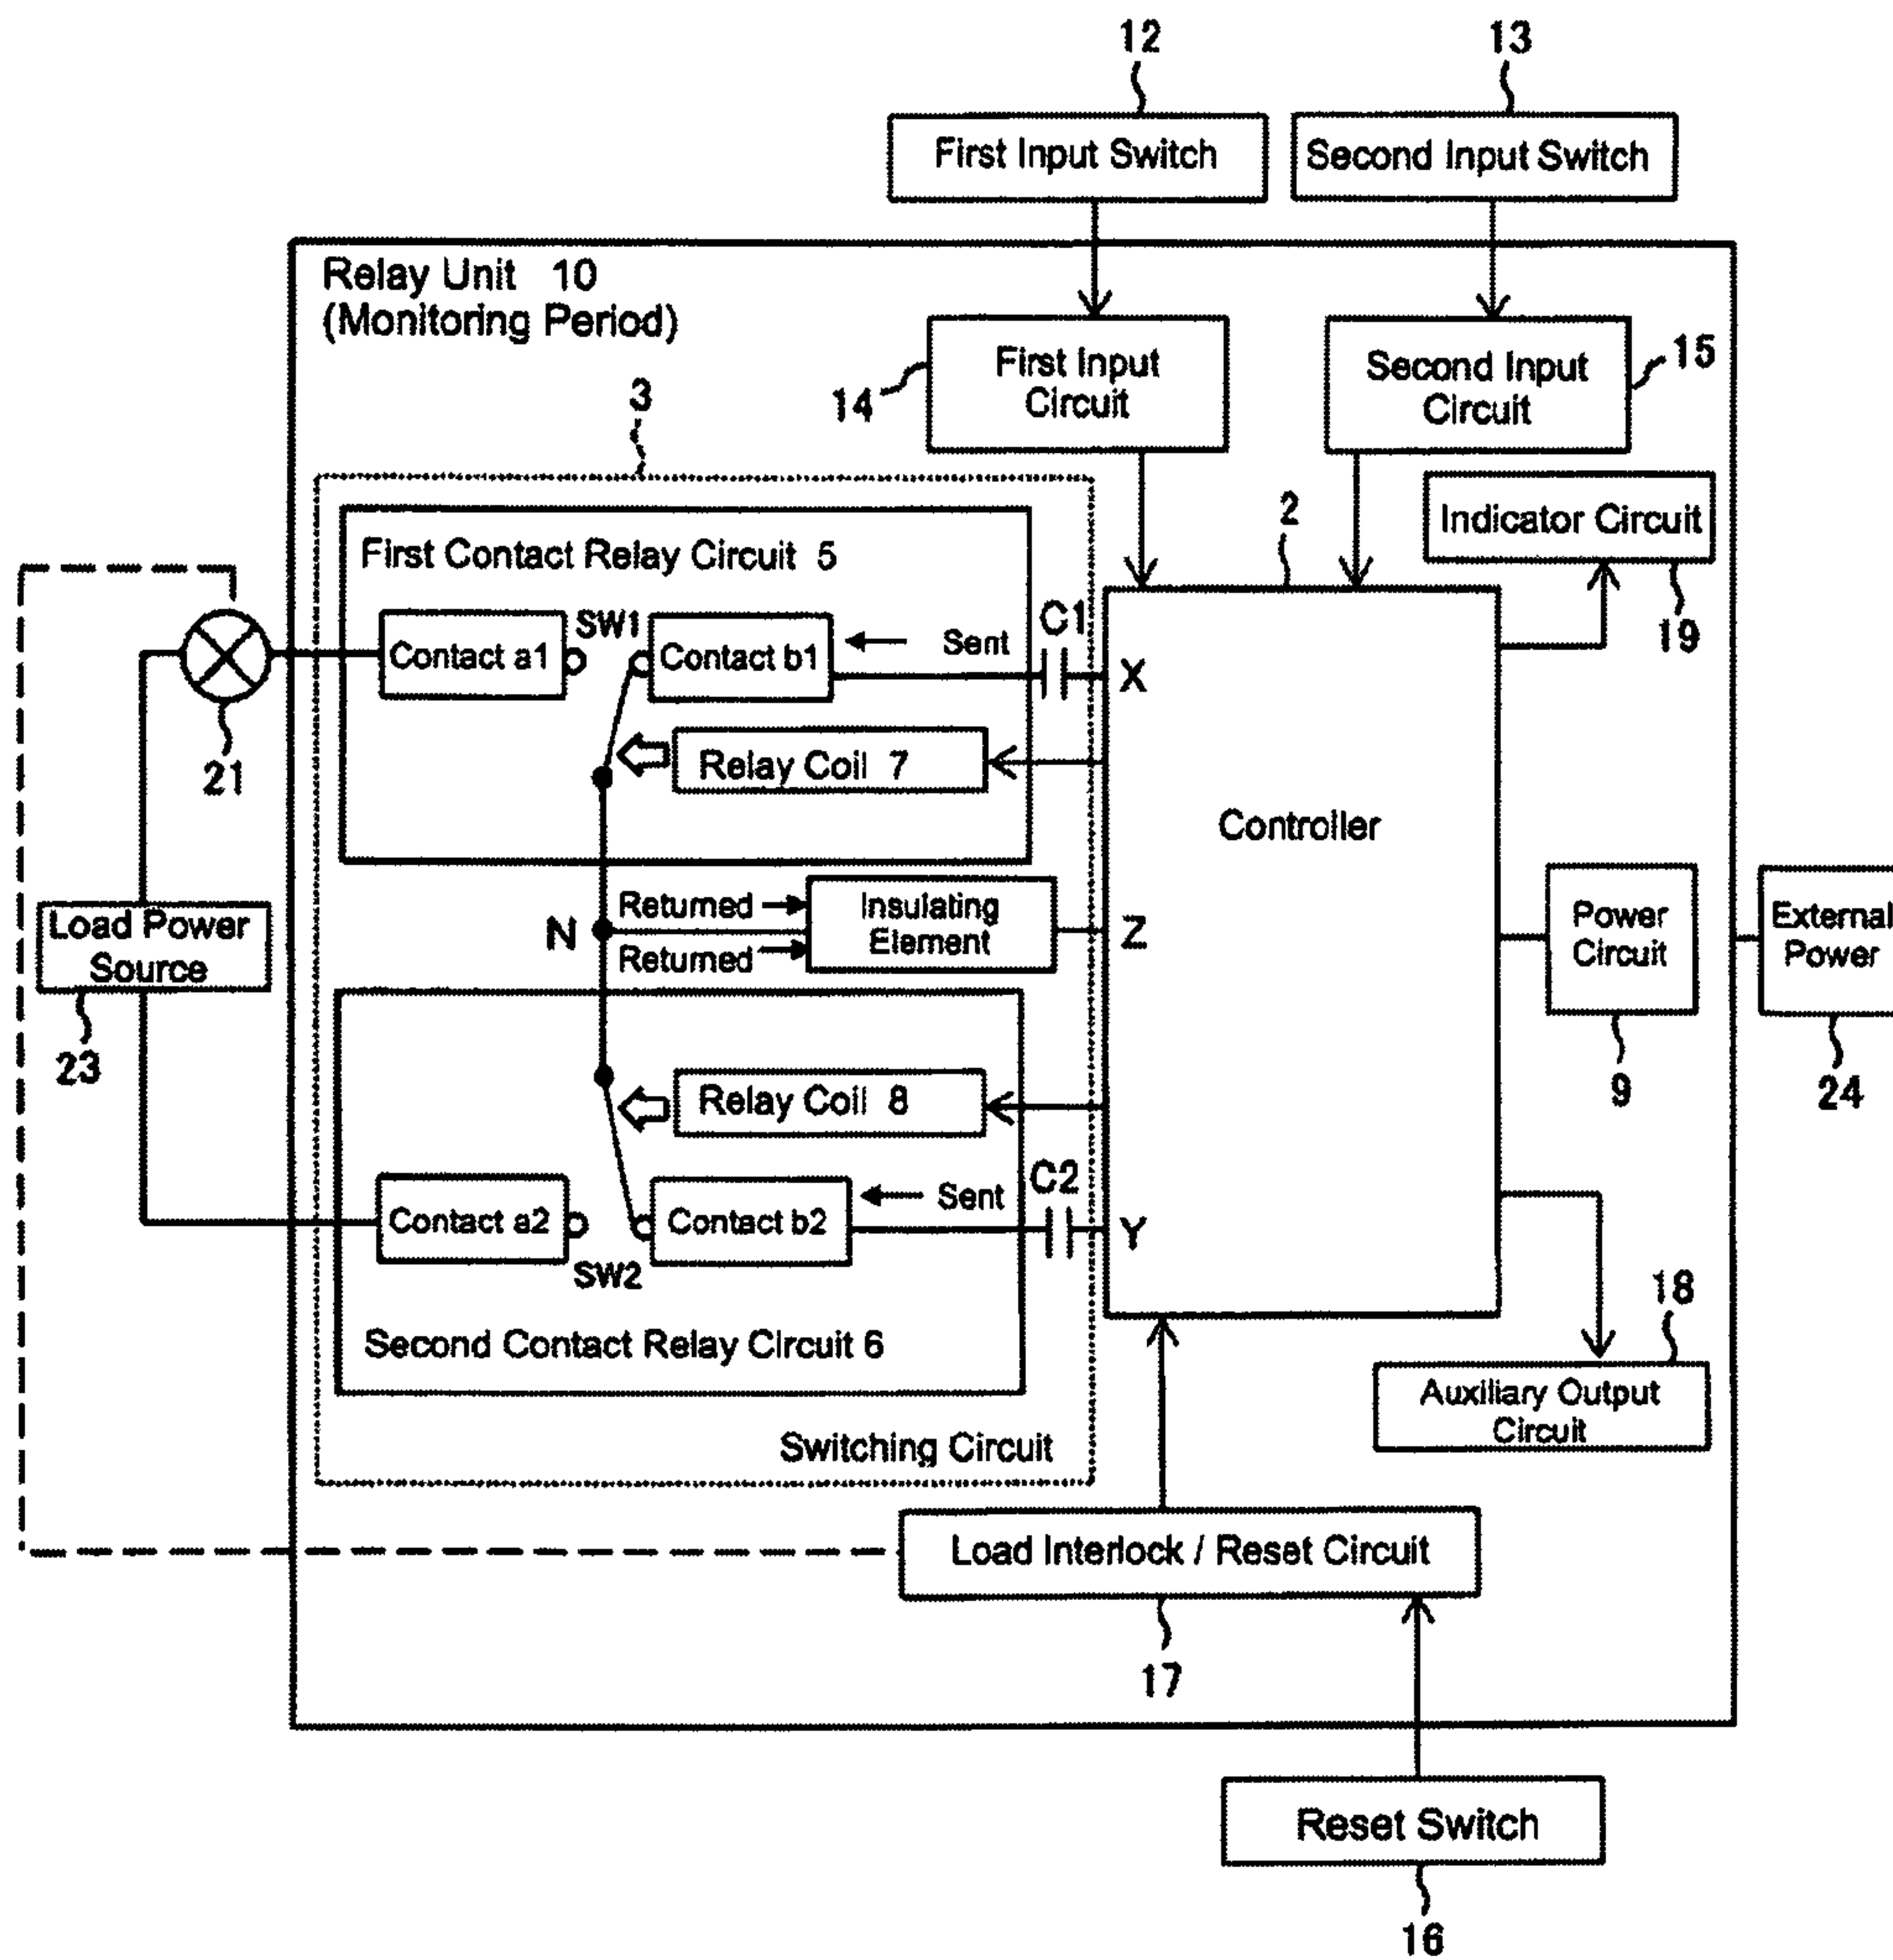 12
13
First Input Switch
Second Input Switch
Relay Unit 10
(Monitoring Period)
First Input
Circuit
14
Second Input
Circuit
15
3
2
Indicator Circuit
19
First Contact Relay Circuit 5
Contact a1
SW1
Contact b1
Sent
C1
X
21
Relay Coil 7
Controller
Load Power
Source
23
N
Returned
Returned
Insulating
Element
Z
Power
Circuit
9
External
Power
24
Relay Coil 8
Contact a2
SW2
Contact b2
Sent
C2
Y
Second Contact Relay Circuit 6
Switching Circuit
18
Auxiliary Output
Circuit
Load Interlock / Reset Circuit
17
Reset Switch
16